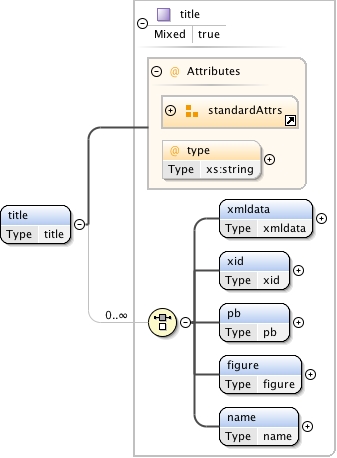 title
Mixed true
@ Attributes
standardAttrs
@ type
Type xs:string
title
Type title
0..∞
xmldata
Type xmldata
xid
Type xid
pb
Type pb
figure
Type figure
name
Type name